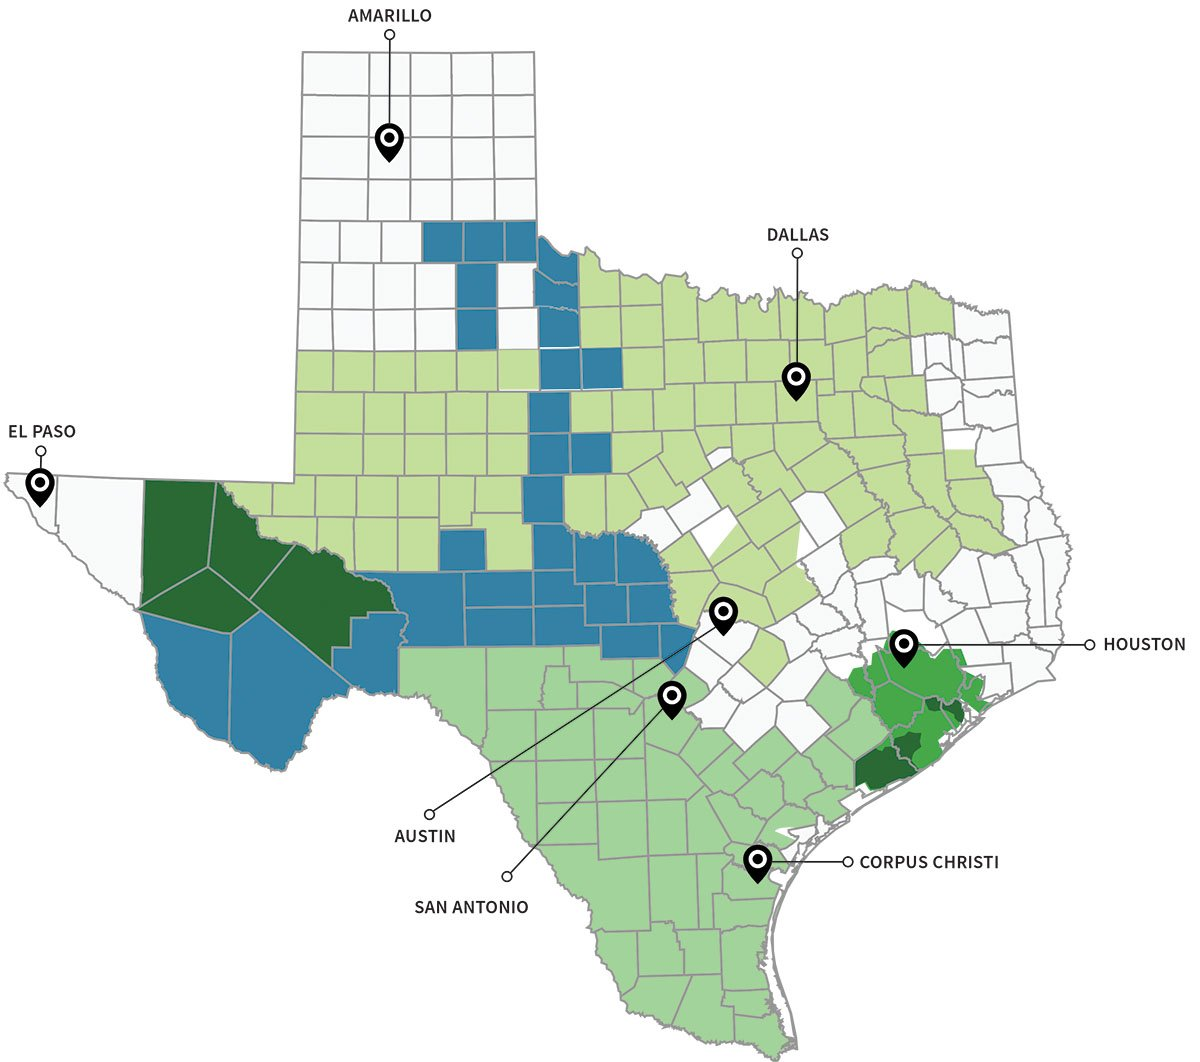 AMARILLO
DALLAS
EL PASO
HOUSTON
AUSTIN
CORPUS CHRISTI
SAN ANTONIO